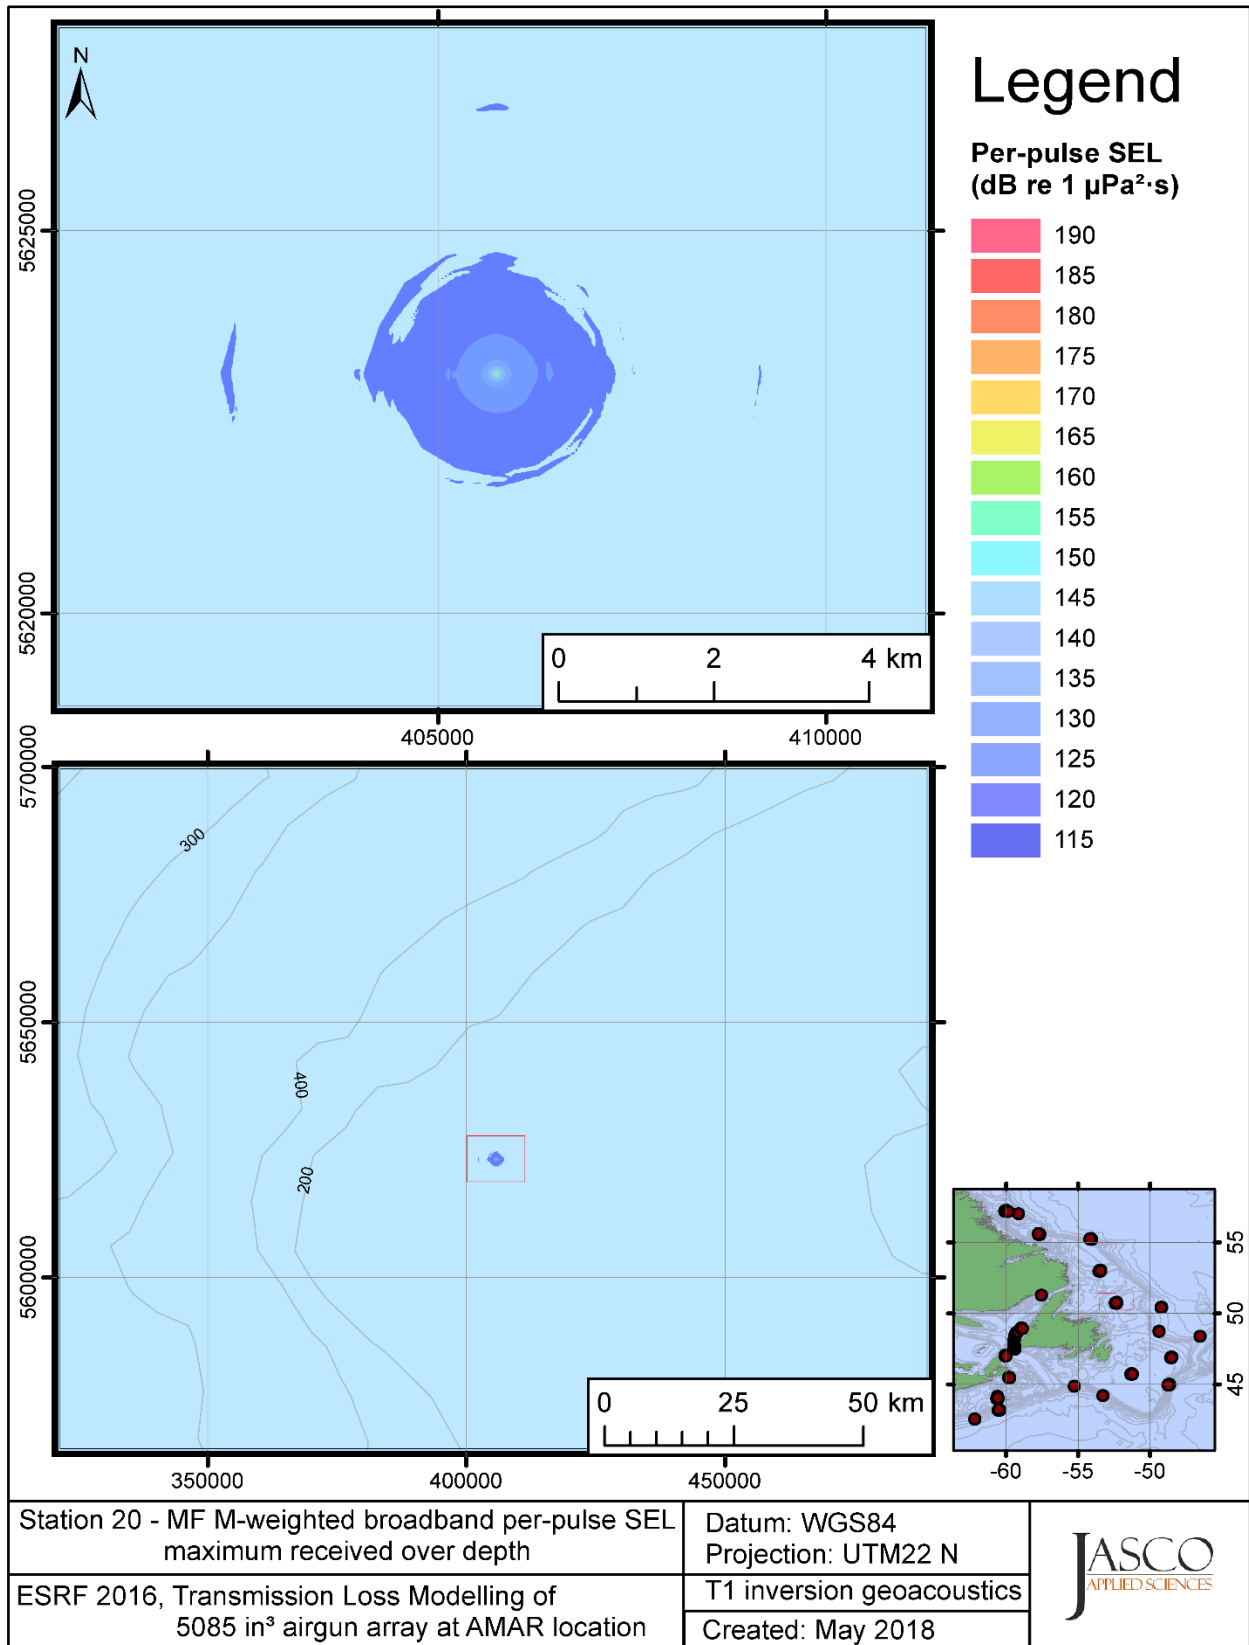 N
5625000
5620000
0 2 4 km
405000 410000
Legend
Per-pulse SEL
(dB re 1 µPa²·s)
190
185
180
175
170
165
160
155
150
145
140
135
130
125
120
115
5700000
5650000
5600000
300
400
200
0 25 50 km
350000 400000 450000
55
50
45
-60 -55 -50
Station 20 - MF M-weighted broadband per-pulse SEL
maximum received over depth
ESRF 2016, Transmission Loss Modelling of
5085 in³ airgun array at AMAR location
Datum: WGS84
Projection: UTM22 N
T1 inversion geoacoustics
Created: May 2018
JASCO
APPLIED SCIENCES